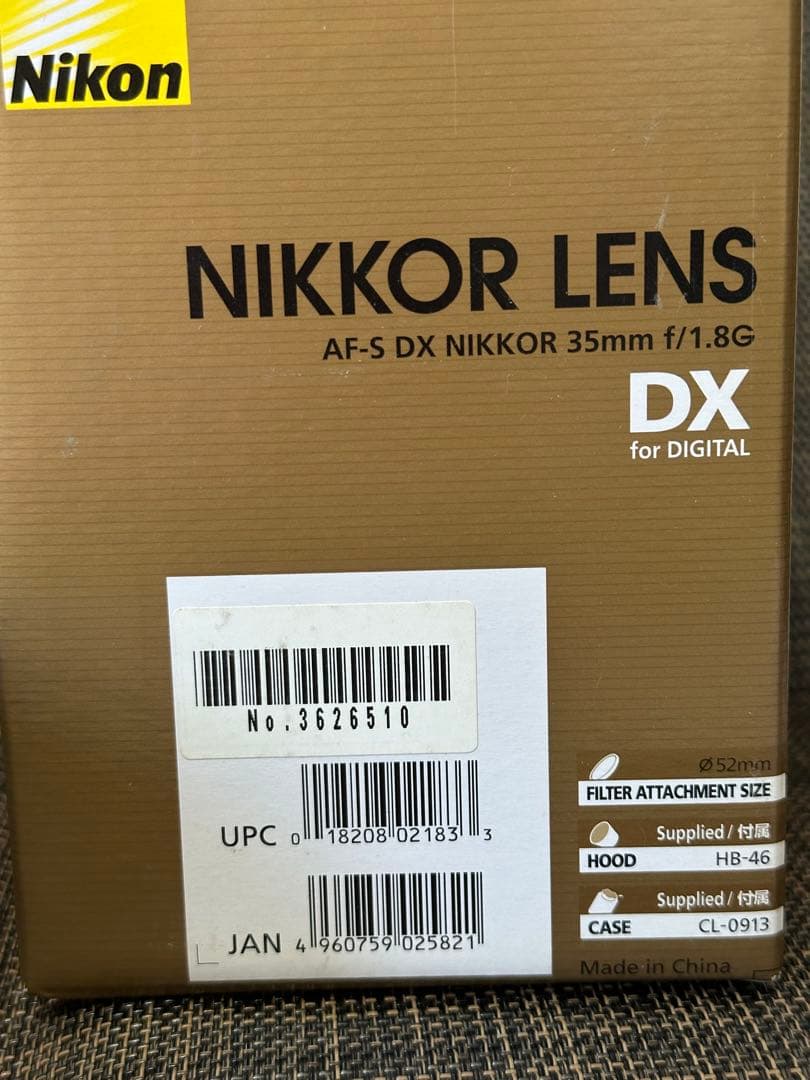 Nikon
NIKKOR LENS
AF-S DX NIKKOR 35mm f/1.8G
DX
for DIGITAL
No.3626510
UPC 0 18208 02183 3
JAN 4 960759 025821
Ø52mm
FILTER ATTACHMENT SIZE
Supplied / 付属
HOOD HB-46
Supplied / 付属
CASE CL-0913
Made in China